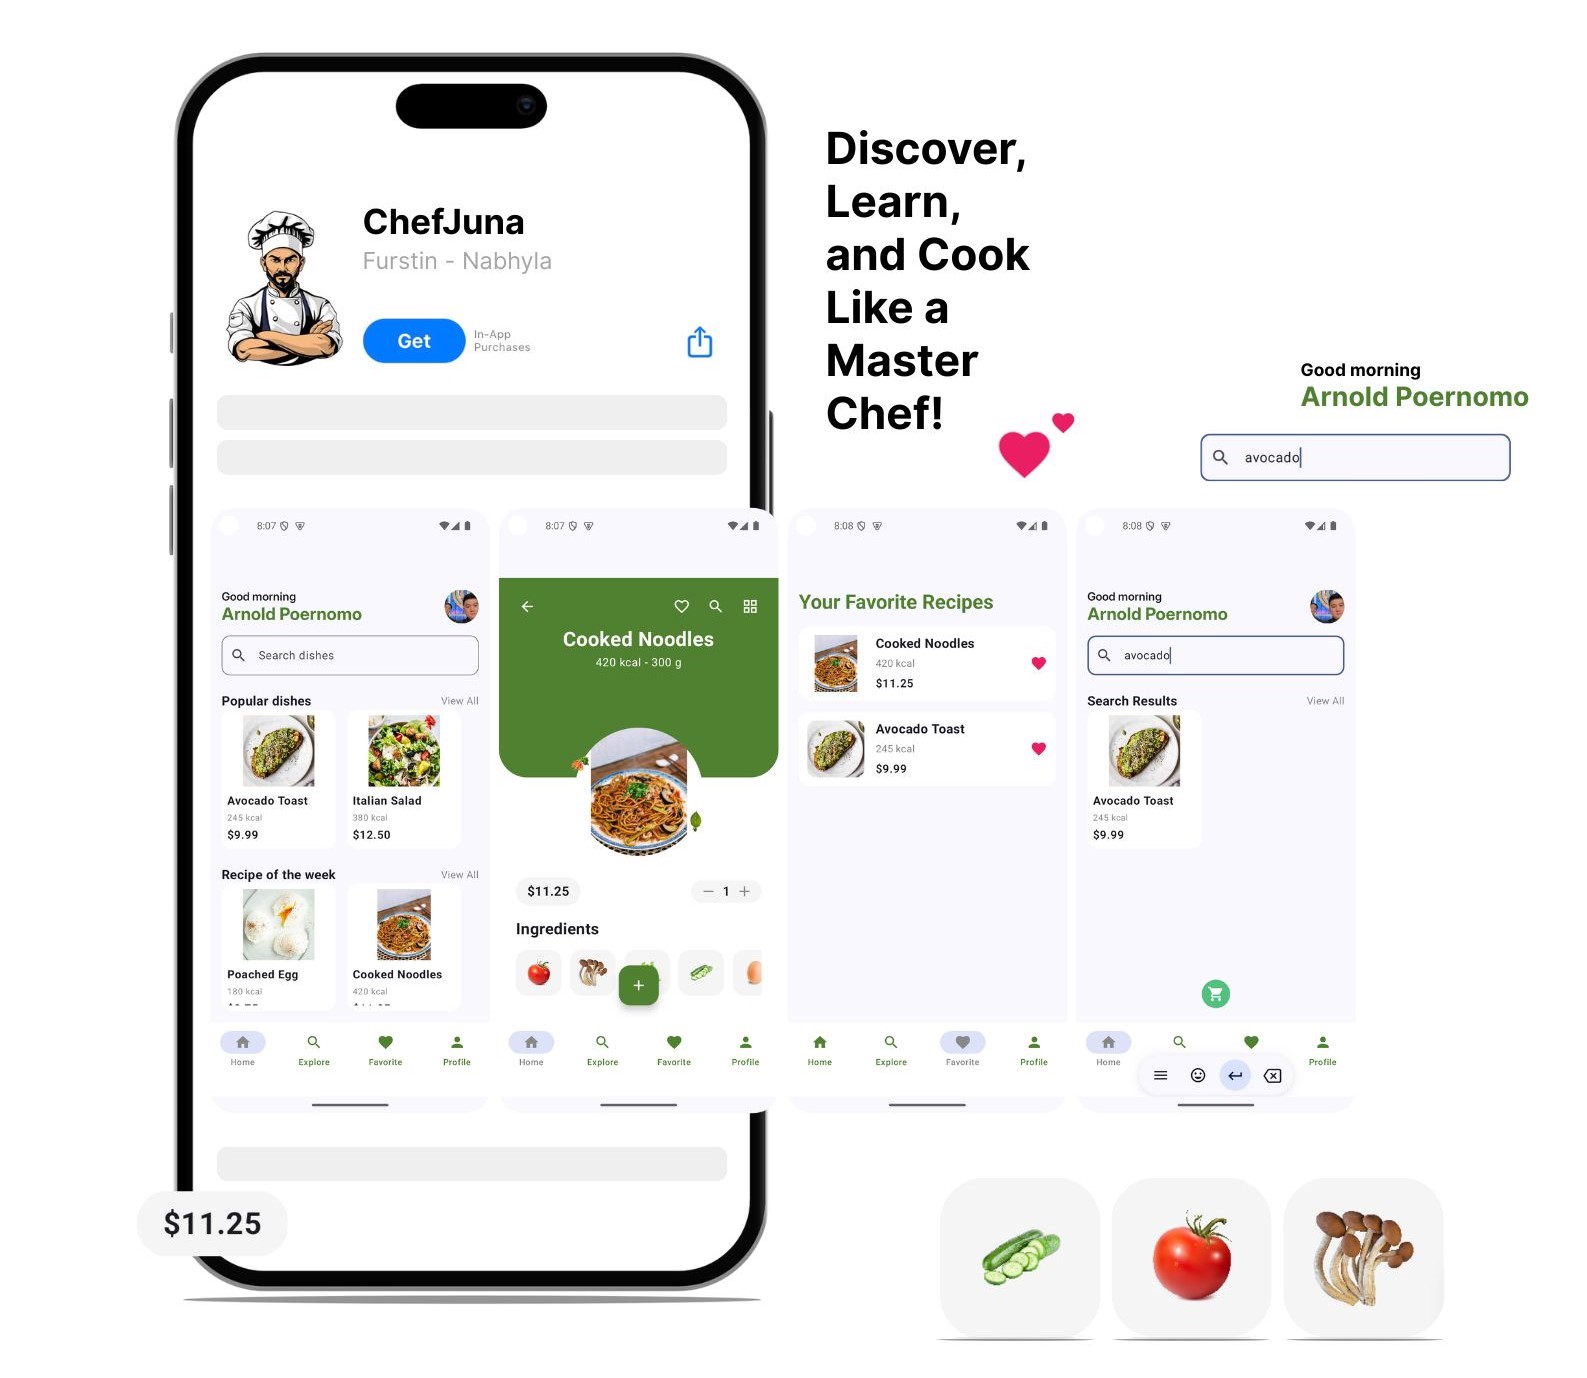 ChefJuna
Furstin - Nabhyla
Get
In-App
Purchases
Discover,
Learn,
and Cook
Like a
Master
Chef!
Good morning
Arnold Poernomo
avocado
8:07
Good morning
Arnold Poernomo
Search dishes
Popular dishes
View All
Avocado Toast
245 kcal
$9.99
Italian Salad
380 kcal
$12.50
Recipe of the week
View All
Poached Egg
180 kcal
Cooked Noodles
420 kcal
Home
Explore
Favorite
Profile
8:07
Cooked Noodles
420 kcal - 300 g
$11.25
1
Ingredients
Home
Explore
Favorite
Profile
8:08
Your Favorite Recipes
Cooked Noodles
420 kcal
$11.25
Avocado Toast
245 kcal
$9.99
Home
Explore
Favorite
Profile
8:08
Good morning
Arnold Poernomo
avocado
Search Results
View All
Avocado Toast
245 kcal
$9.99
Home
Profile
$11.25